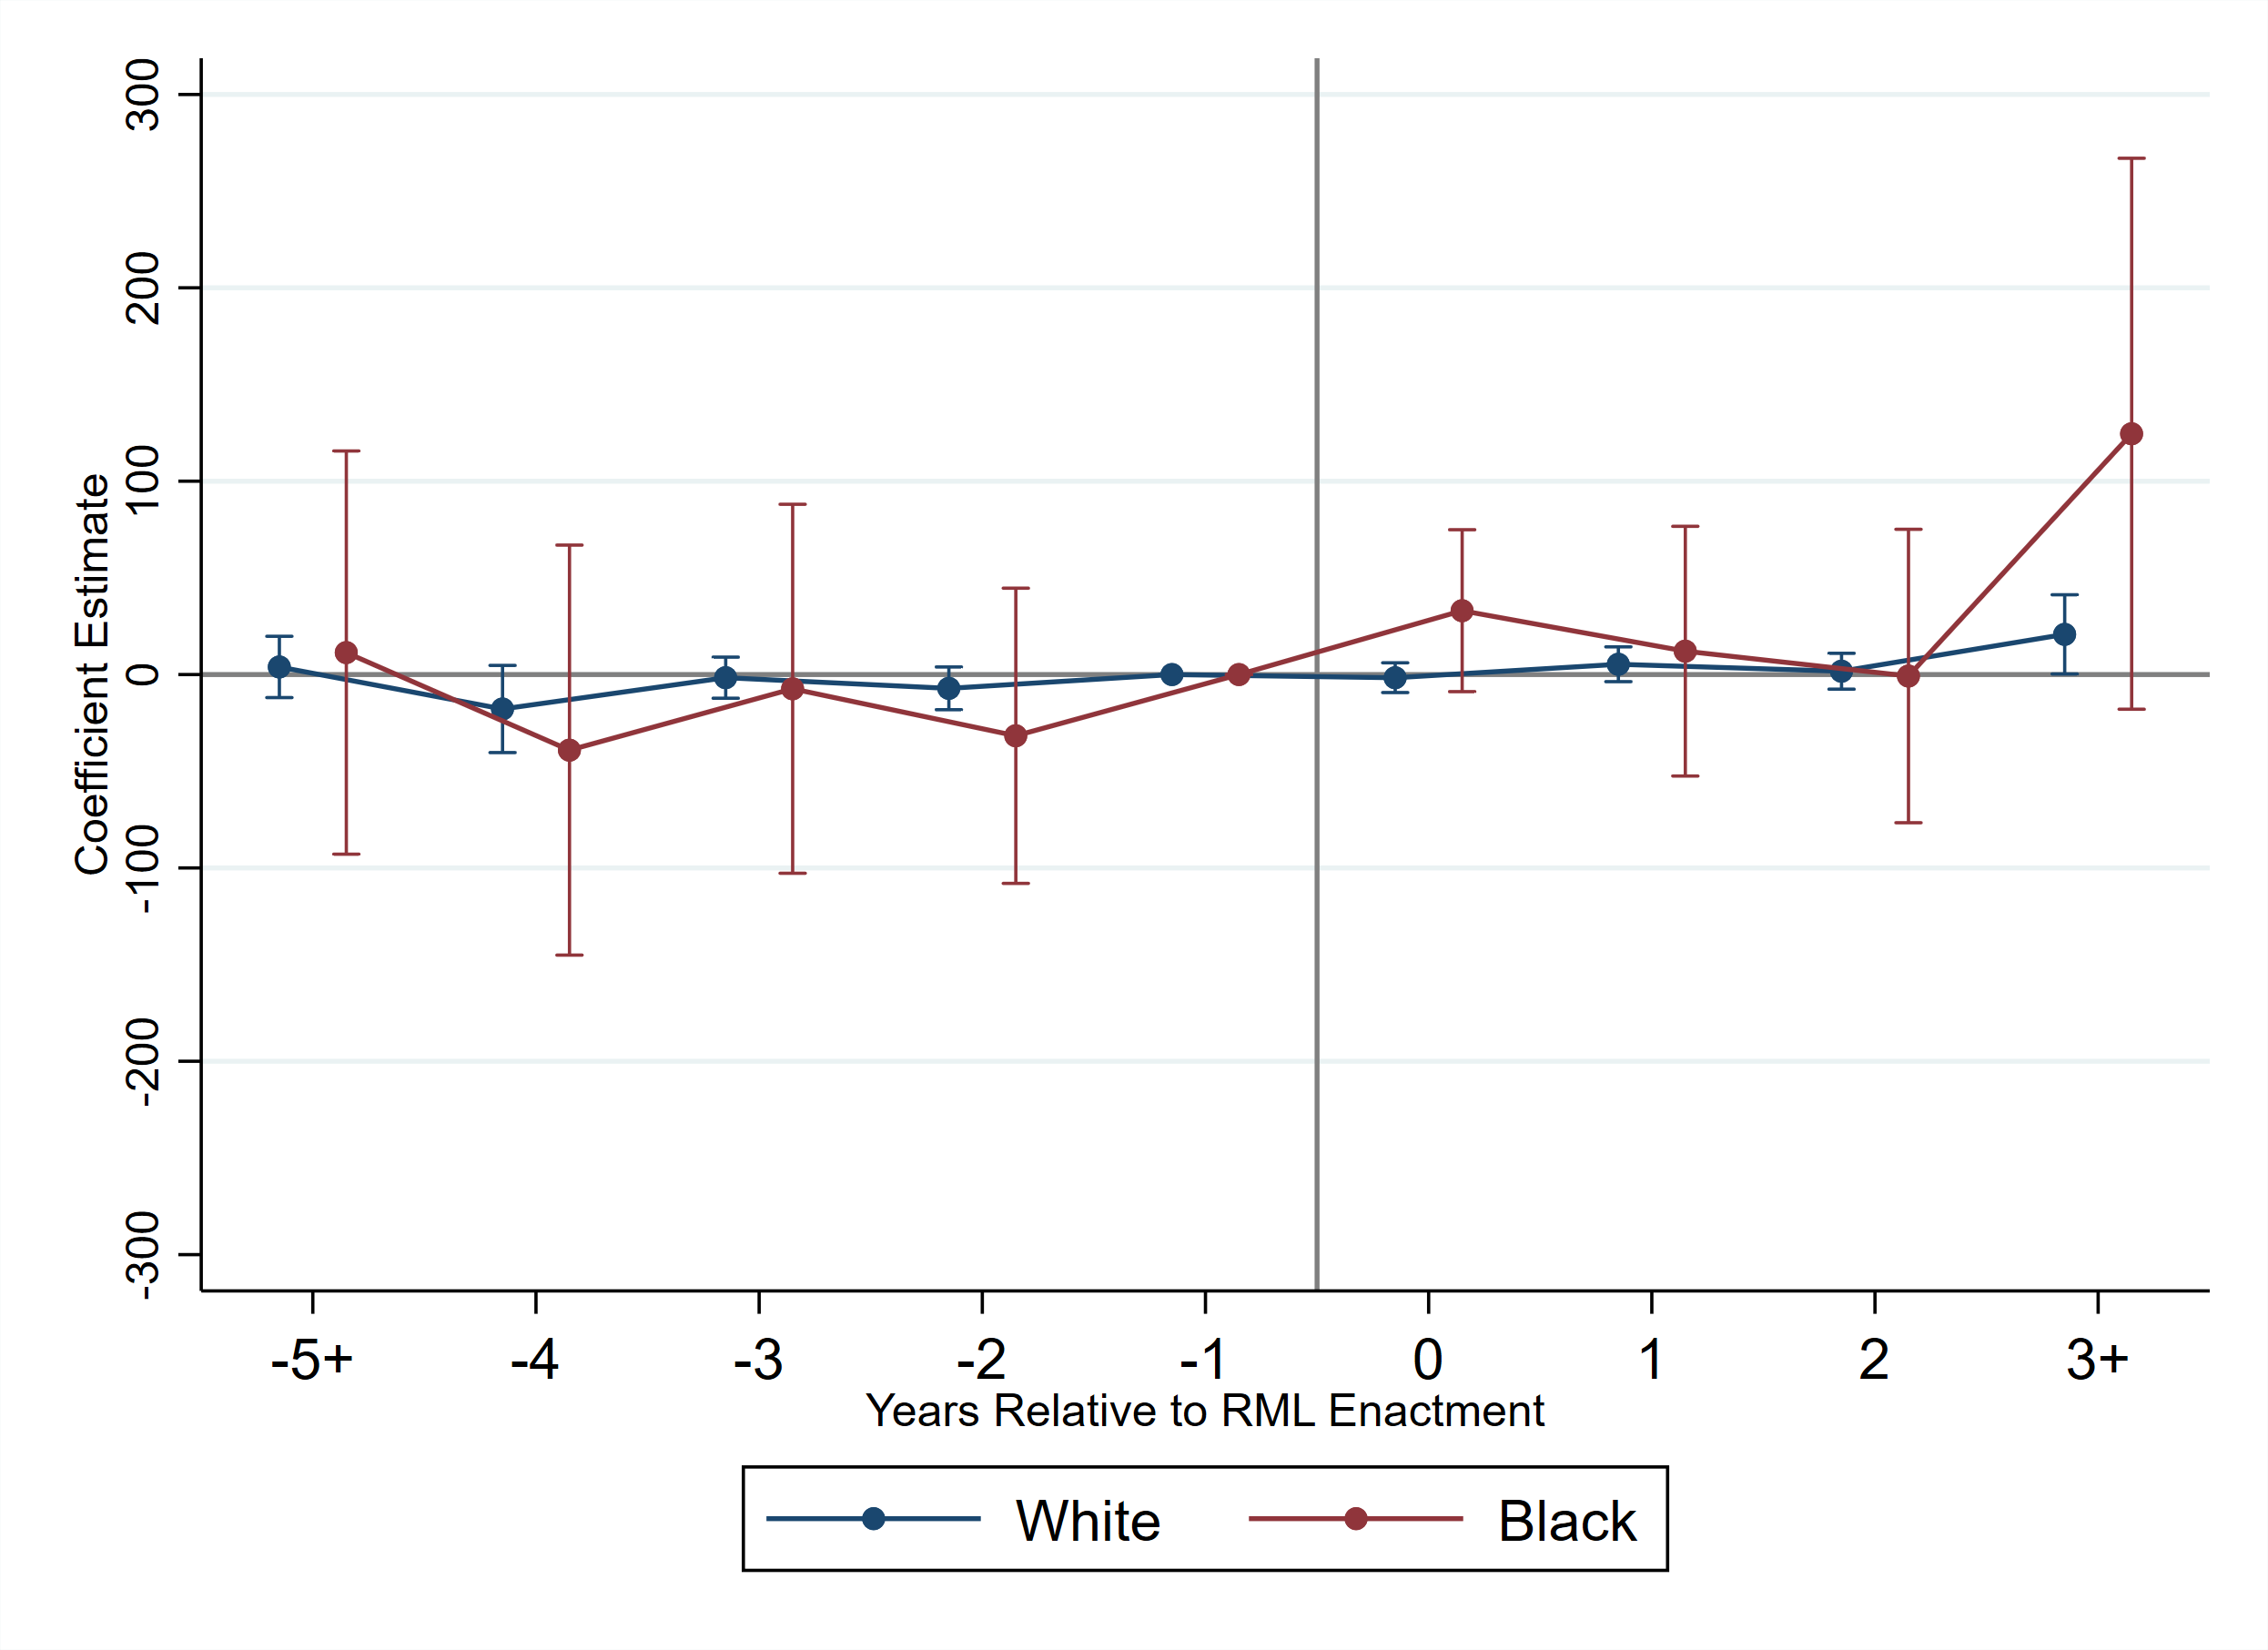 Coefficient Estimate
300
200
100
0
-100
-200
-300
-5+ -4 -3 -2 -1 0 1 2 3+
Years Relative to RML Enactment
White Black